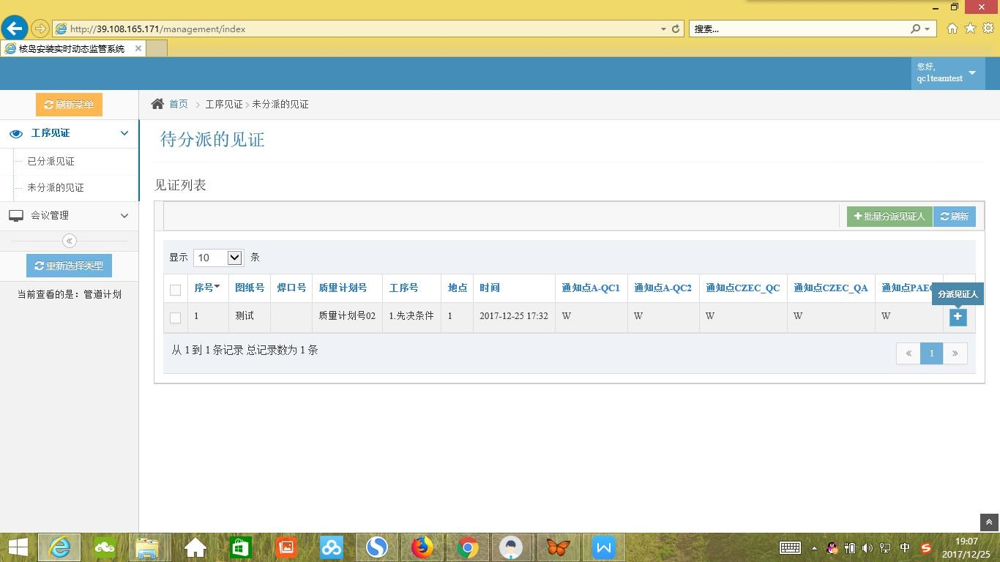 http://39.108.165.171/management/index
搜索...
核岛安装实时动态监管系统
您好,
qc1teamtest
刷新菜单
首页 > 工序见证 > 未分派的见证
工序见证
已分派见证
未分派的见证
会议管理
重新选择类型
当前查看的是：管道计划
待分派的见证
见证列表
批量分派见证人 刷新
显示 10 条
序号 图纸号 焊口号 质量计划号 工序号 地点 时间 通知点A-QC1 通知点A-QC2 通知点CZEC_QC 通知点CZEC_QA 通知点PAEC
分派见证人
1 测试 质量计划号02 1.先决条件 1 2017-12-25 17:32 W W W W W
从 1 到 1 条记录 总记录数为 1 条
« 1 »
中
19:07
2017/12/25